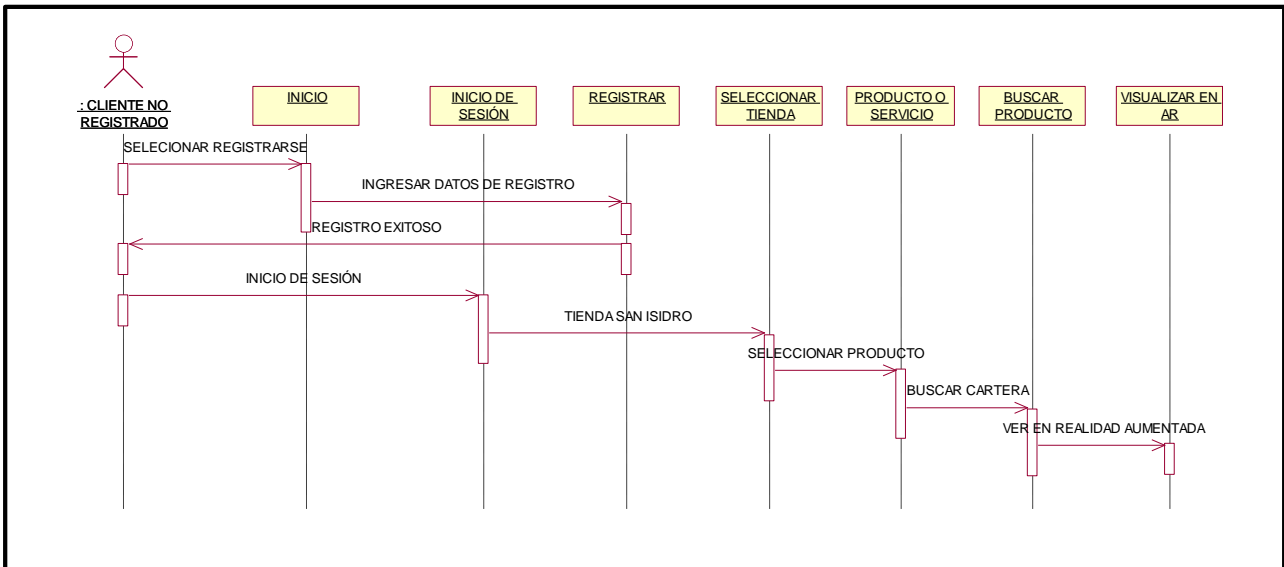 : CLIENTE NO
REGISTRADO
INICIO
INICIO DE
SESIÓN
REGISTRAR
SELECCIONAR
TIENDA
PRODUCTO O
SERVICIO
BUSCAR
PRODUCTO
VISUALIZAR EN
AR
SELECIONAR REGISTRARSE
INGRESAR DATOS DE REGISTRO
REGISTRO EXITOSO
INICIO DE SESIÓN
TIENDA SAN ISIDRO
SELECCIONAR PRODUCTO
BUSCAR CARTERA
VER EN REALIDAD AUMENTADA